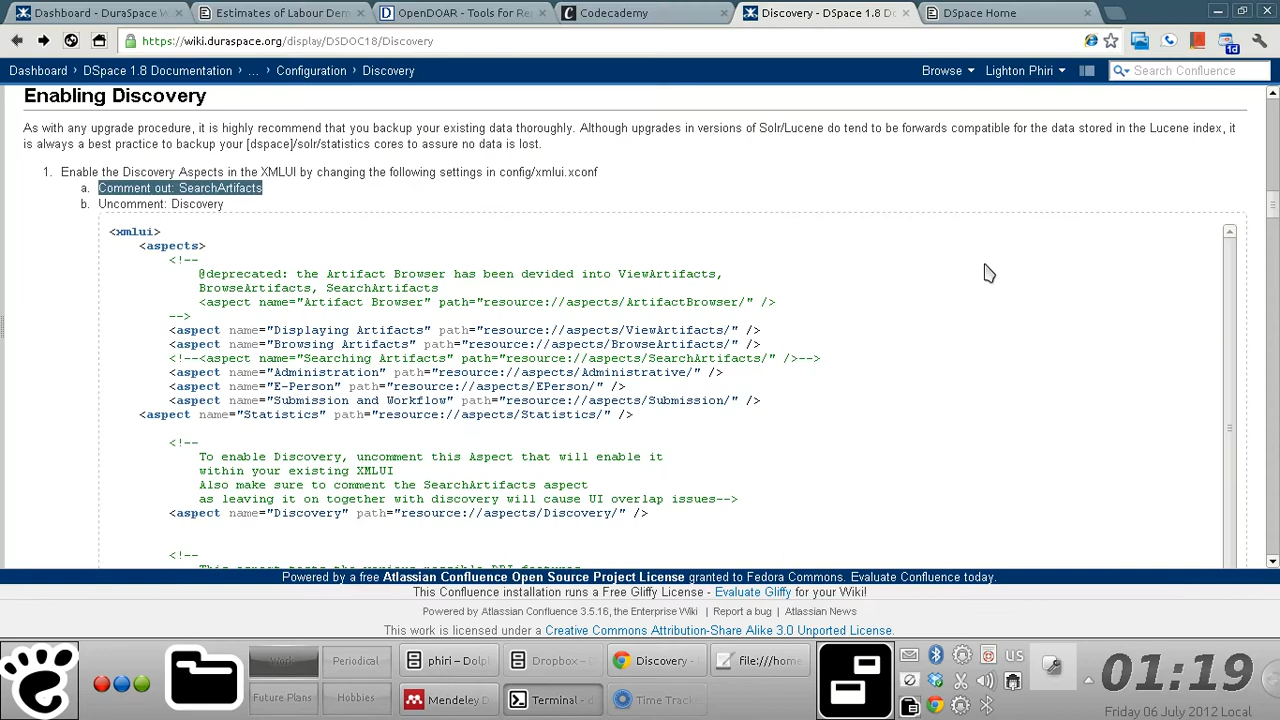 Dashboard - DuraSpace W
Estimates of Labour Dem
OpenDOAR - Tools for Re
Codecademy
Discovery - DSpace 1.8 D
DSpace Home
https://wiki.duraspace.org/display/DSDOC18/Discovery
1d
Dashboard > DSpace 1.8 Documentation > ... > Configuration > Discovery
Browse
Lighton Phiri
Search Confluence
Enabling Discovery
As with any upgrade procedure, it is highly recommend that you backup your existing data thoroughly. Although upgrades in versions of Solr/Lucene do tend to be forwards compatible for the data stored in the Lucene index, it
is always a best practice to backup your [dspace]/solr/statistics cores to assure no data is lost.
1. Enable the Discovery Aspects in the XMLUI by changing the following settings in config/xmlui.xconf
a. Comment out: SearchArtifacts
b. Uncomment: Discovery
<xmlui>
<aspects>
<!--
@deprecated: the Artifact Browser has been devided into ViewArtifacts,
BrowseArtifacts, SearchArtifacts
<aspect name="Artifact Browser" path="resource://aspects/ArtifactBrowser/" />
-->
<aspect name="Displaying Artifacts" path="resource://aspects/ViewArtifacts/" />
<aspect name="Browsing Artifacts" path="resource://aspects/BrowseArtifacts/" />
<!--<aspect name="Searching Artifacts" path="resource://aspects/SearchArtifacts/" />-->
<aspect name="Administration" path="resource://aspects/Administrative/" />
<aspect name="E-Person" path="resource://aspects/EPerson/" />
<aspect name="Submission and Workflow" path="resource://aspects/Submission/" />
<aspect name="Statistics" path="resource://aspects/Statistics/" />
<!--
To enable Discovery, uncomment this Aspect that will enable it
within your existing XMLUI
Also make sure to comment the SearchArtifacts aspect
as leaving it on together with discovery will cause UI overlap issues-->
<aspect name="Discovery" path="resource://aspects/Discovery/" />
<!--
This aspect tests the various possible DRI features,
Powered by a free Atlassian Confluence Open Source Project License granted to Fedora Commons. Evaluate Confluence today.
This Confluence installation runs a Free Gliffy License - Evaluate Gliffy for your Wiki!
Powered by Atlassian Confluence 3.5.16, the Enterprise Wiki | Report a bug | Atlassian News
This work is licensed under a Creative Commons Attribution-Share Alike 3.0 Unported License.
Work
Periodical
Future Plans
Hobbies
phiri – Dolp
Dropbox – 
Discovery -
file:///home
Mendeley D
Terminal – d
Time Track
US
01:19
Friday 06 July 2012 Local